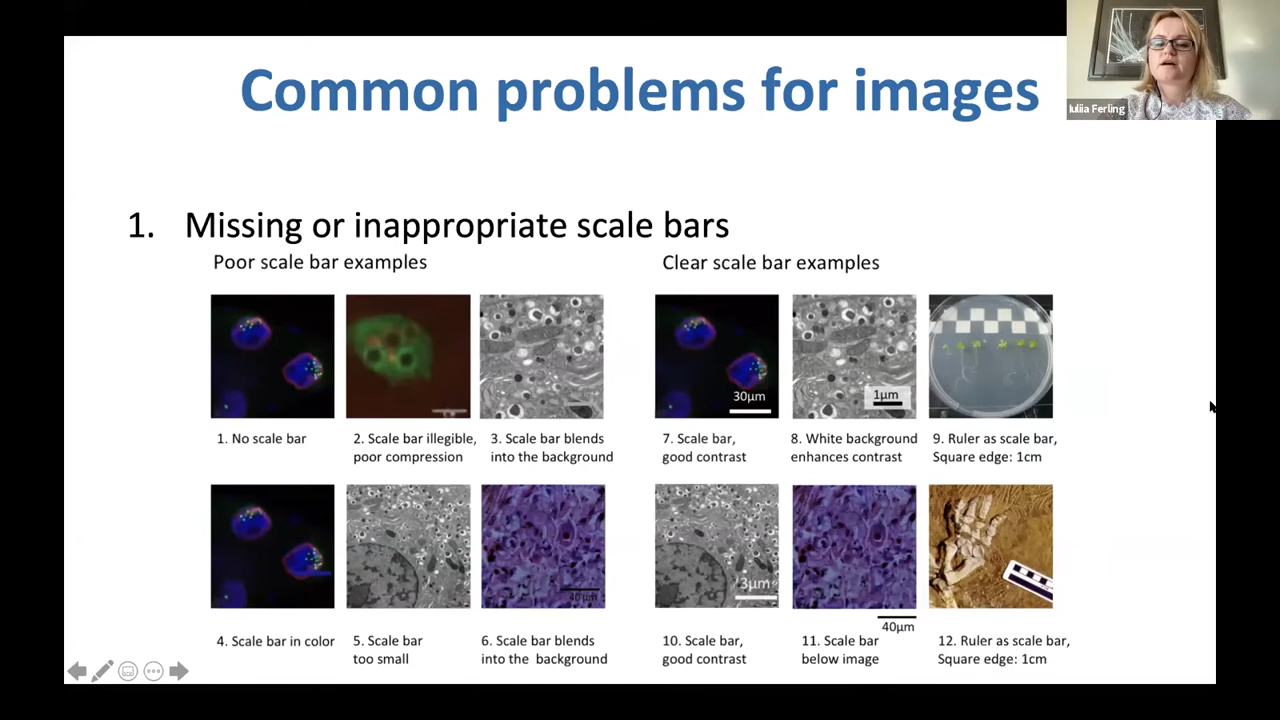 Common problems for images
Iuliia Ferling
1. Missing or inappropriate scale bars
Poor scale bar examples
Clear scale bar examples
30µm
1µm
1. No scale bar
2. Scale bar illegible,
poor compression
3. Scale bar blends
into the background
7. Scale bar,
good contrast
8. White background
enhances contrast
9. Ruler as scale bar,
Square edge: 1cm
40 µm
3µm
40µm
4. Scale bar in color
5. Scale bar
too small
6. Scale bar blends
into the background
10. Scale bar,
good contrast
11. Scale bar
below image
12. Ruler as scale bar,
Square edge: 1cm